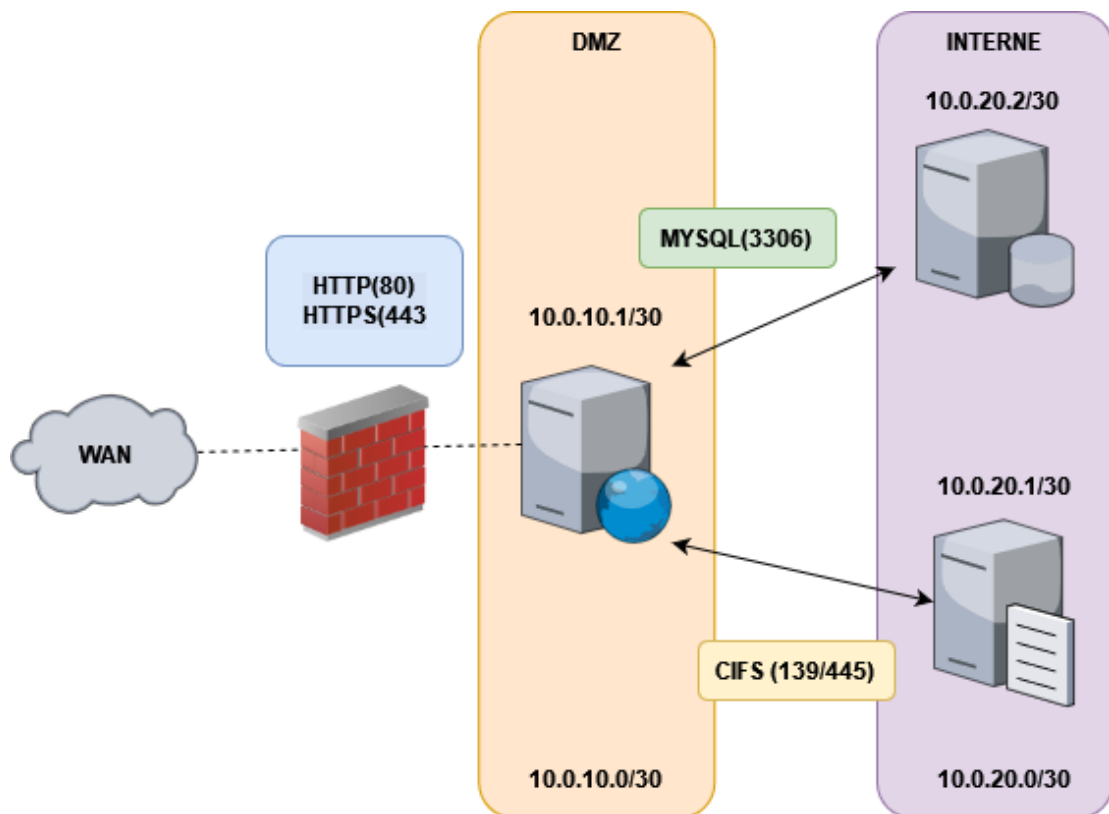 DMZ
INTERNE
10.0.20.2/30
MYSQL(3306)
HTTP(80)
HTTPS(443
10.0.10.1/30
WAN
10.0.20.1/30
CIFS (139/445)
10.0.10.0/30
10.0.20.0/30